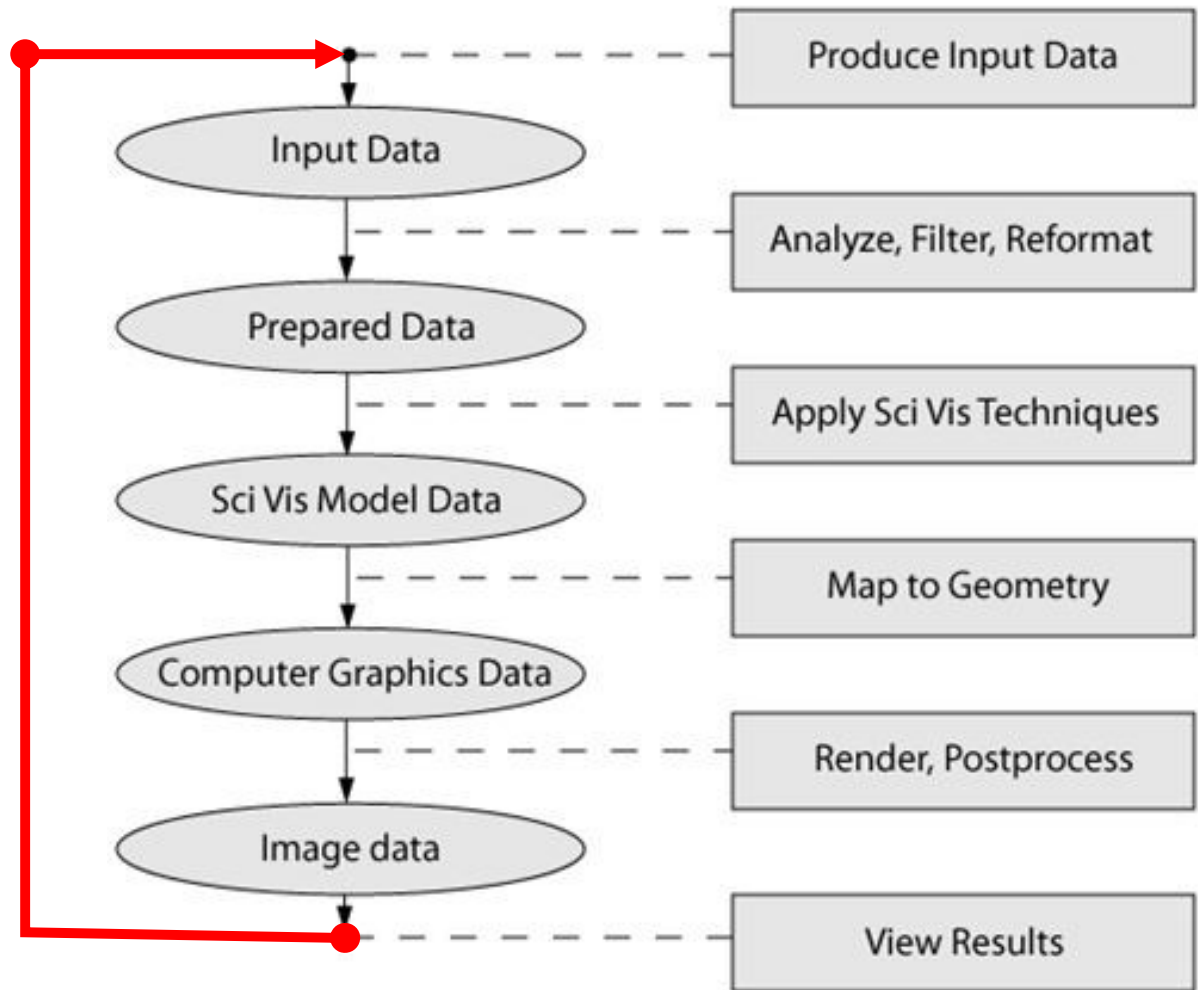 Produce Input Data
Input Data
Analyze, Filter, Reformat
Prepared Data
Apply Sci Vis Techniques
Sci Vis Model Data
Map to Geometry
Computer Graphics Data
Render, Postprocess
Image data
View Results